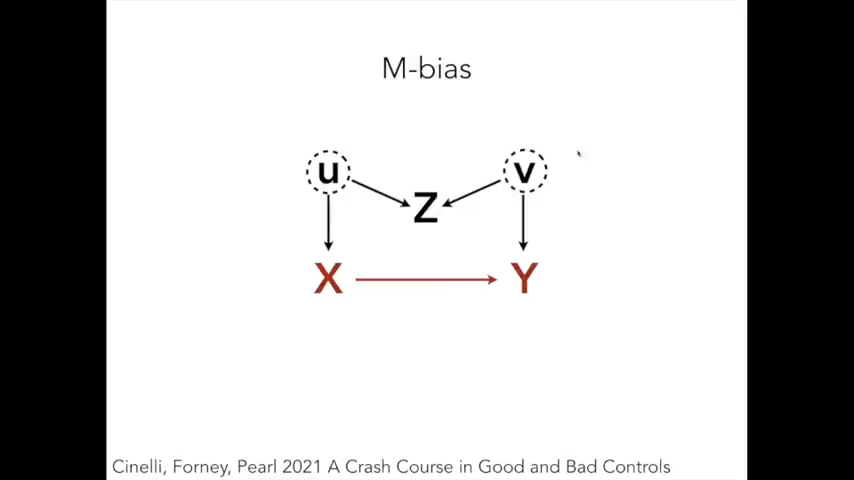 M-bias
u
v
Z
X
Y
Cinelli, Forney, Pearl 2021 A Crash Course in Good and Bad Controls